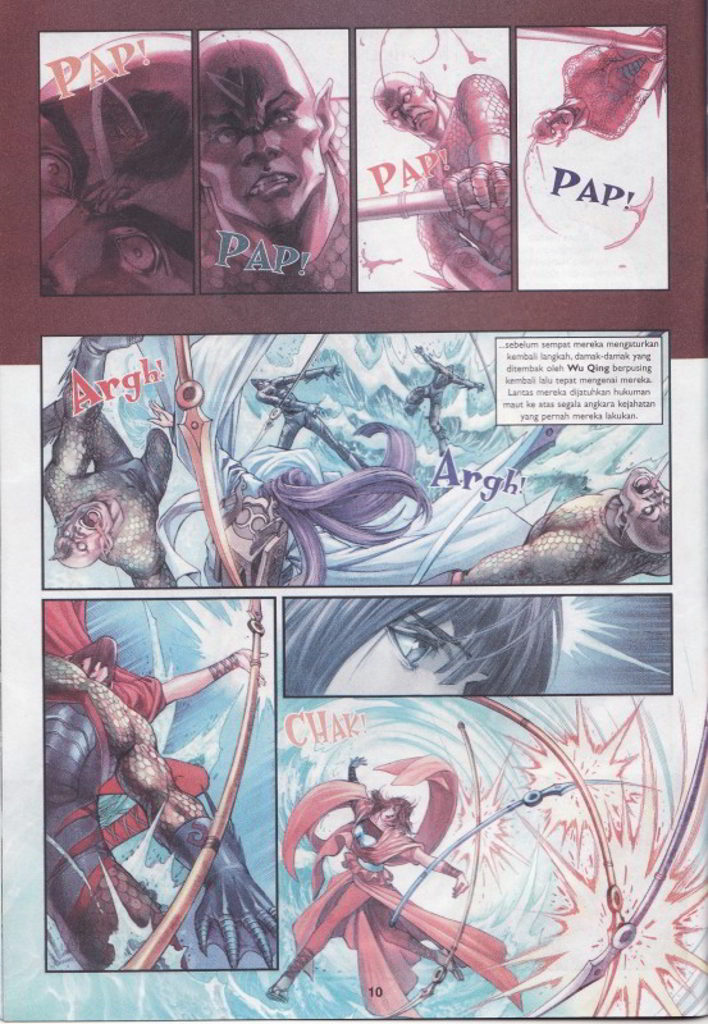 PAP!
PAP!
PAP!
PAP!
...sebelum sempat mereka mengaturkan
kembali langkah, damak-damak yang
ditembak oleh Wu Qing berpusing
kembali lalu tepat mengenai mereka.
Lantas mereka dijatuhkan hukuman
maut ke atas segala angkara kejahatan
yang pernah mereka lakukan.
Argh!
Argh!
CHAK!
10